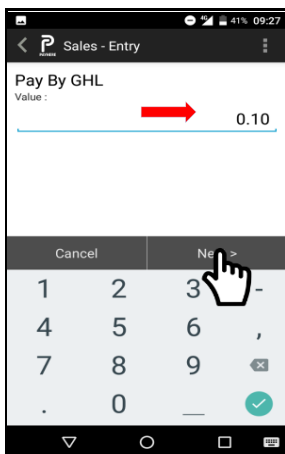 41% 09:27
Sales - Entry
Pay By GHL
Value :
0.10
Cancel
>
1 2 3 -
4 5 6 ,
7 8 9
. 0 _